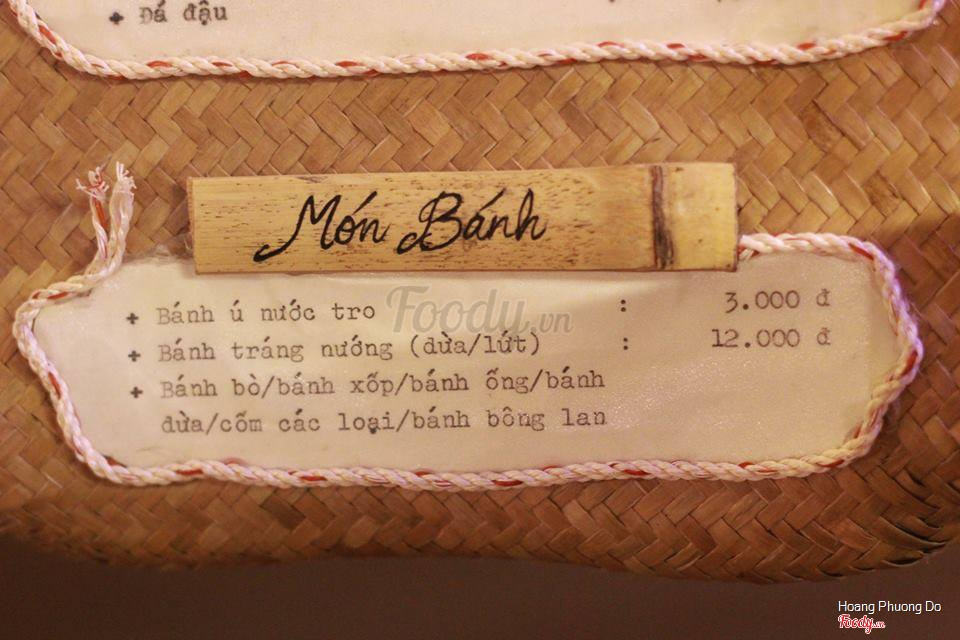 + Đá đậu
Món Bánh
+ Bánh ú nước tro : 3.000 đ
+ Bánh tráng nướng (dừa/lứt) : 12.000 đ
+ Bánh bò/bánh xốp/bánh ống/bánh
dừa/cốm các loại/bánh bông lan
Foody.vn
Hoang Phuong Do
Foody.vn